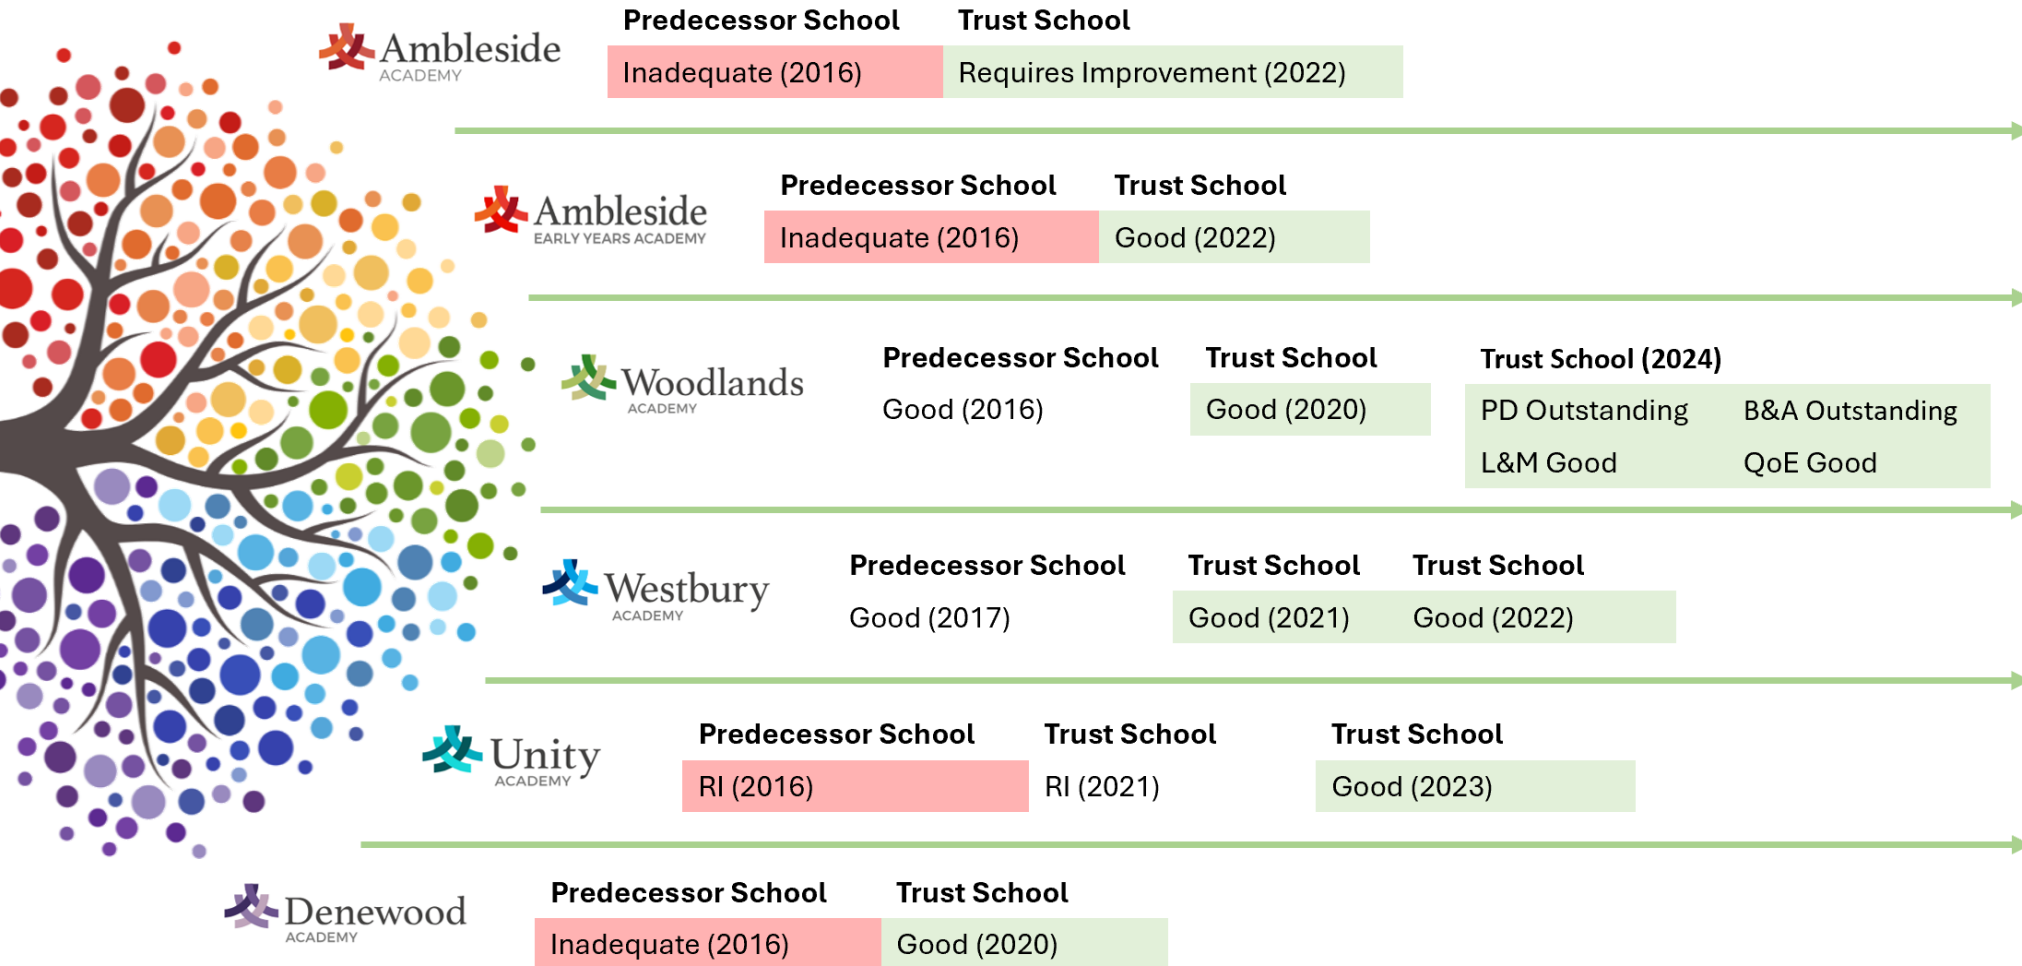 Predecessor School Trust School
Ambleside
ACADEMY
Inadequate (2016) Requires Improvement (2022)
Predecessor School Trust School
Ambleside
EARLY YEARS ACADEMY
Inadequate (2016) Good (2022)
Predecessor School Trust School Trust School (2024)
Woodlands
ACADEMY
Good (2016) Good (2020) PD Outstanding B&A Outstanding
L&M Good QoE Good
Predecessor School Trust School Trust School
Westbury
ACADEMY
Good (2017) Good (2021) Good (2022)
Predecessor School Trust School Trust School
Unity
ACADEMY
RI (2016) RI (2021) Good (2023)
Predecessor School Trust School
Denewood
ACADEMY
Inadequate (2016) Good (2020)